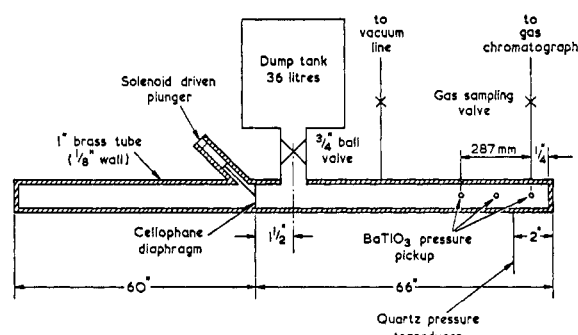 to
vacuum
line
to
gas
chromatograph
Dump tank
36 litres
Solenoid driven
plunger
Gas sampling
valve
3/4" ball
valve
1" brass tube
(1/8" wall)
287 mm
1/4"
Cellophane
diaphragm
1 1/2"
BaTiO3 pressure
pickup
2"
60"
66"
Quartz pressure